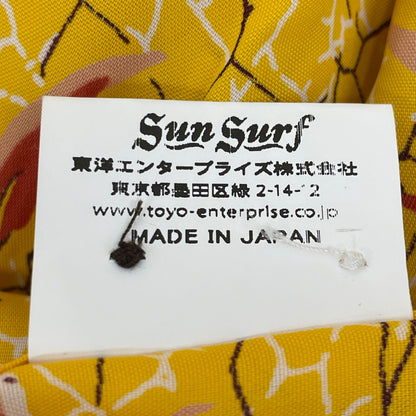 Sun Surf
東洋エンタープライズ株式会社
東京都墨田区緑 2-14-12
www.toyo-enterprise.co.jp
MADE IN JAPAN